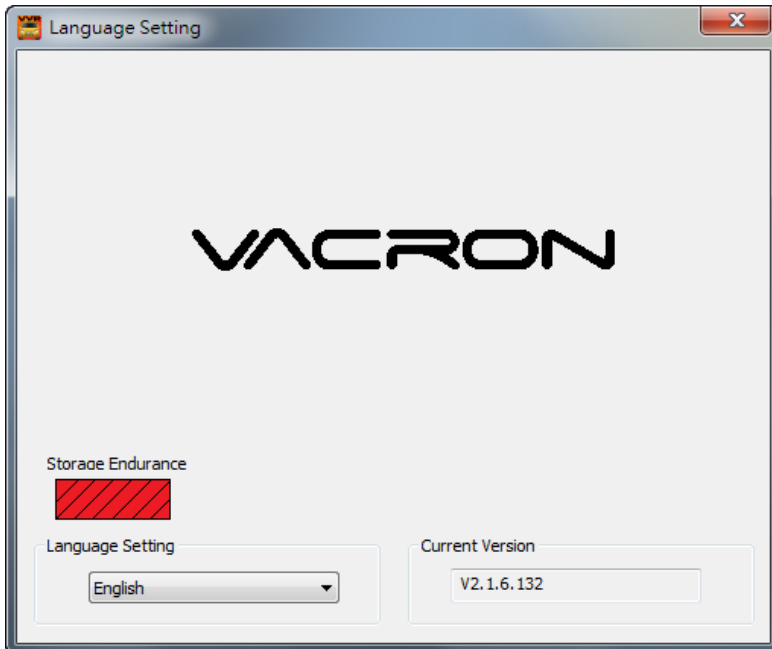 Language Setting
VACRON
Storage Endurance
Language Setting
Current Version
English
V2.1.6.132